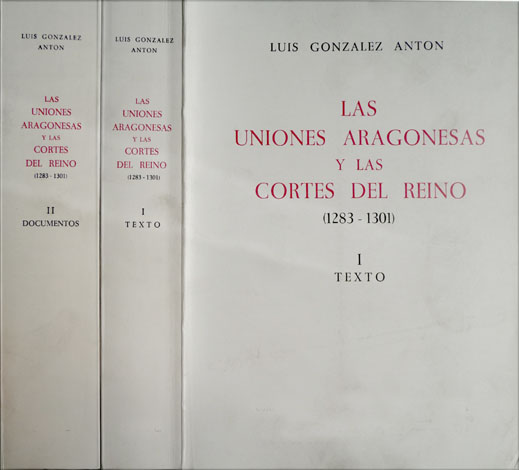 LUIS GONZALEZ
ANTON
LAS
UNIONES
ARAGONESAS
Y LAS
CORTES
DEL REINO
(1283 - 1301)
II
DOCUMENTOS
LUIS GONZALEZ
ANTON
LAS
UNIONES
ARAGONESAS
Y LAS
CORTES
DEL REINO
(1283 - 1301)
I
TEXTO
LUIS GONZALEZ ANTON
LAS
UNIONES ARAGONESAS
Y LAS
CORTES DEL REINO
(1283 - 1301)
I
TEXTO